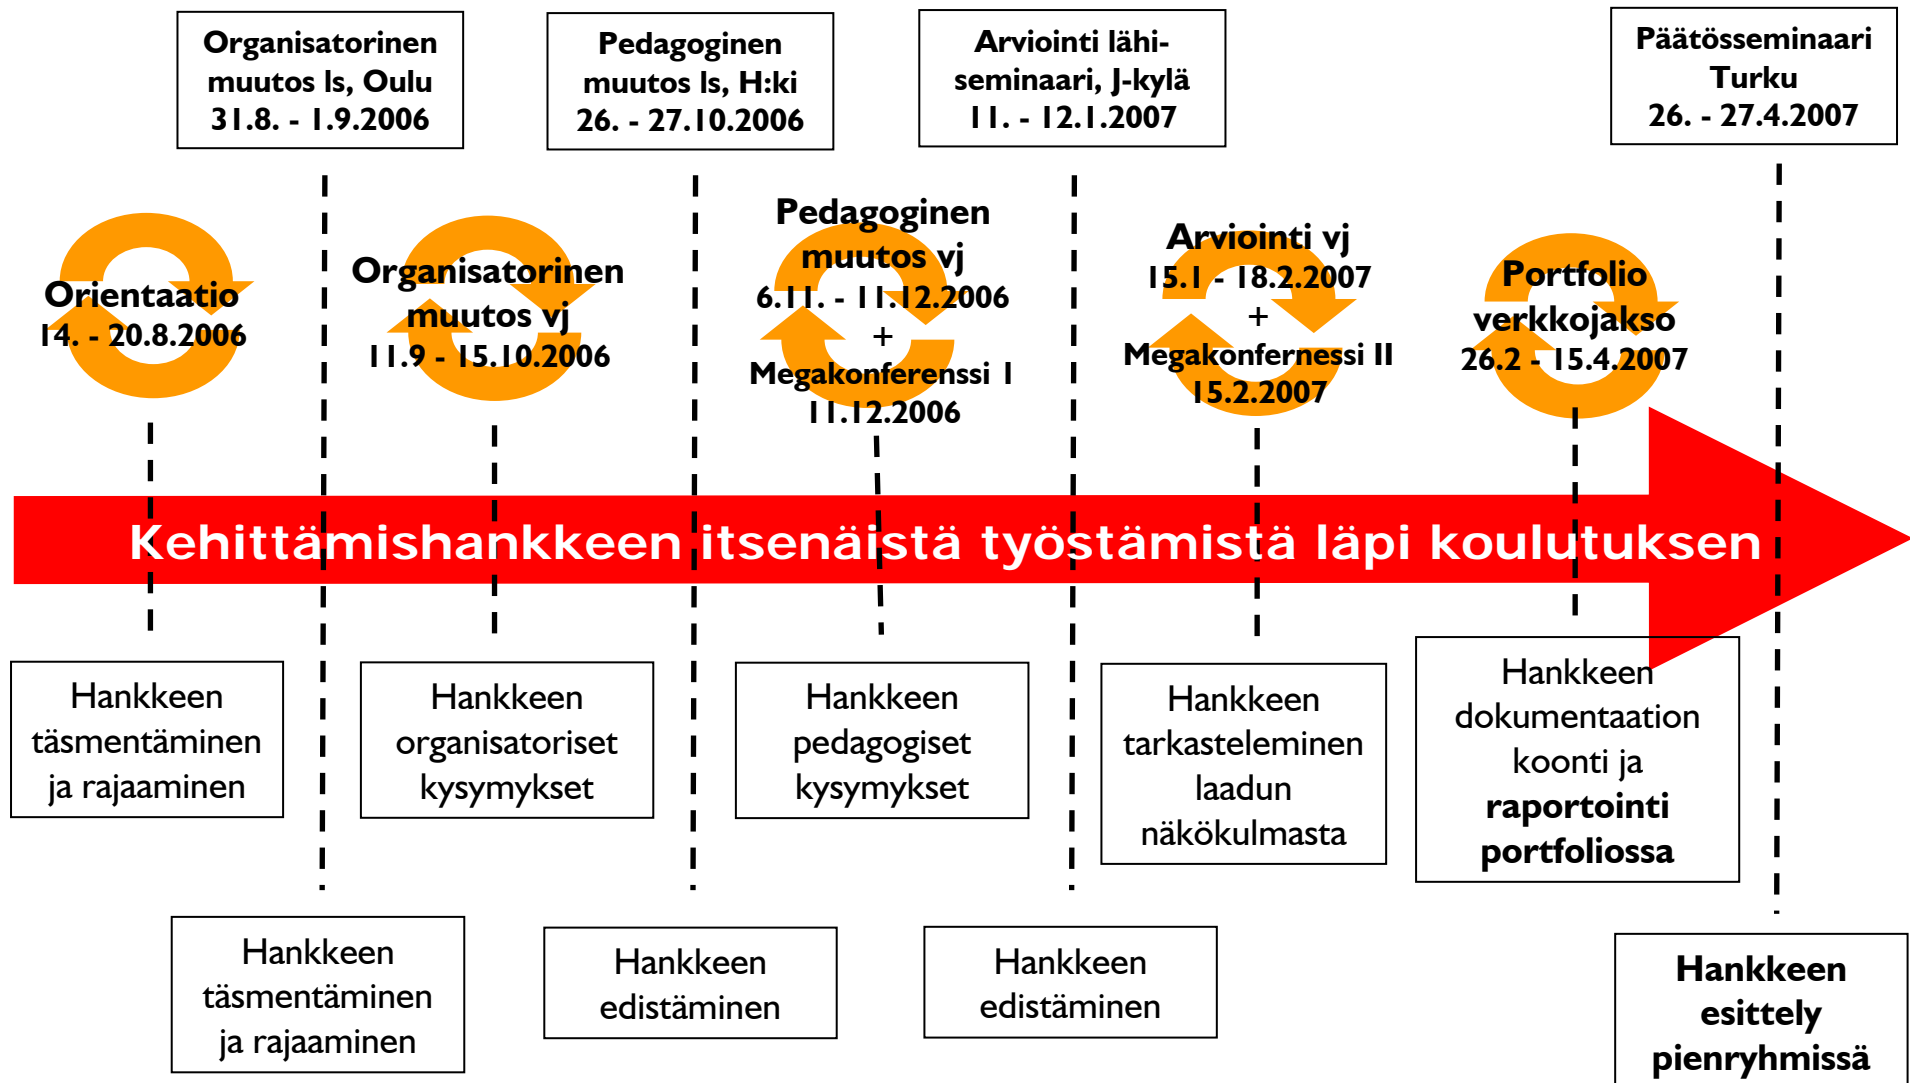 Organisatorinen
muutos ls, Oulu
31.8. - 1.9.2006
Pedagoginen
muutos ls, H:ki
26. - 27.10.2006
Arviointi lähi-
seminaari, J-kylä
11. - 12.1.2007
Päätösseminaari
Turku
26. - 27.4.2007
Orientaatio
14. - 20.8.2006
Organisatorinen
muutos vj
11.9 - 15.10.2006
Pedagoginen
muutos vj
6.11. - 11.12.2006
+
Megakonferenssi I
11.12.2006
Arviointi vj
15.1 - 18.2.2007
+
Megakonfernessi II
15.2.2007
Portfolio
verkkojakso
26.2 - 15.4.2007
Kehittämishankkeen itsenäistä työstämistä läpi koulutuksen
Hankkeen
täsmentäminen
ja rajaaminen
Hankkeen
organisatoriset
kysymykset
Hankkeen
pedagogiset
kysymykset
Hankkeen
tarkasteleminen
laadun
näkökulmasta
Hankkeen
dokumentaation
koonti ja
raportointi
portfoliossa
Hankkeen
täsmentäminen
ja rajaaminen
Hankkeen
edistäminen
Hankkeen
edistäminen
Hankkeen
esittely
pienryhmissä